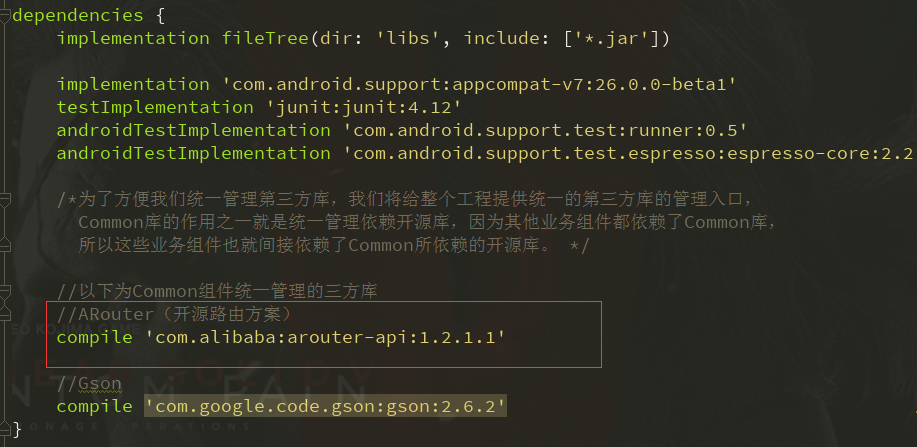 dependencies {
implementation fileTree(dir: 'libs', include: ['*.jar'])
implementation 'com.android.support:appcompat-v7:26.0.0-beta1'
testImplementation 'junit:junit:4.12'
androidTestImplementation 'com.android.support.test:runner:0.5'
androidTestImplementation 'com.android.support.test.espresso:espresso-core:2.2
/*为了方便我们统一管理第三方库，我们将给整个工程提供统一的第三方库的管理入口，
Common库的作用之一就是统一管理依赖开源库，因为其他业务组件都依赖了Common库，
所以这些业务组件也就间接依赖了Common所依赖的开源库。 */
//以下为Common组件统一管理的三方库
//ARouter（开源路由方案）
compile 'com.alibaba:arouter-api:1.2.1.1'
//Gson
compile 'com.google.code.gson:gson:2.6.2'
}